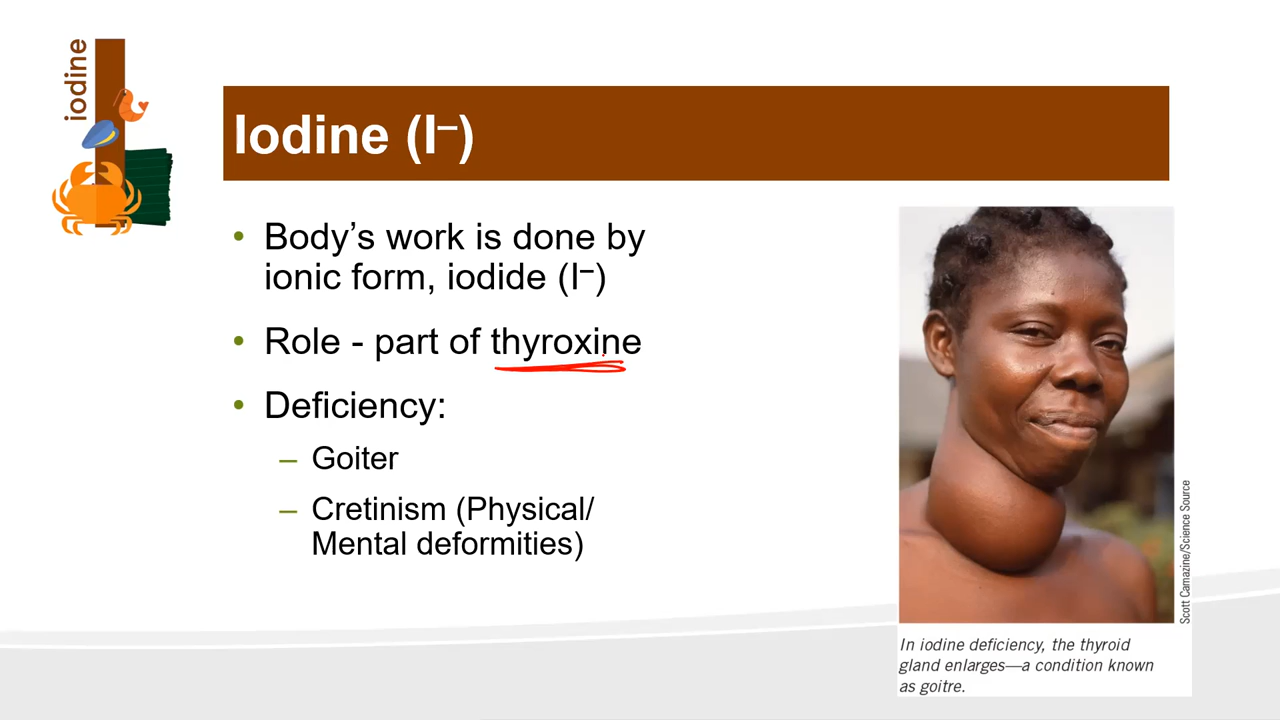 iodine
Iodine (I–)
• Body’s work is done by
ionic form, iodide (I–)
• Role - part of thyroxine
• Deficiency:
– Goiter
– Cretinism (Physical/
Mental deformities)
Scott Camazine/Science Source
In iodine deficiency, the thyroid
gland enlarges—a condition known
as goitre.